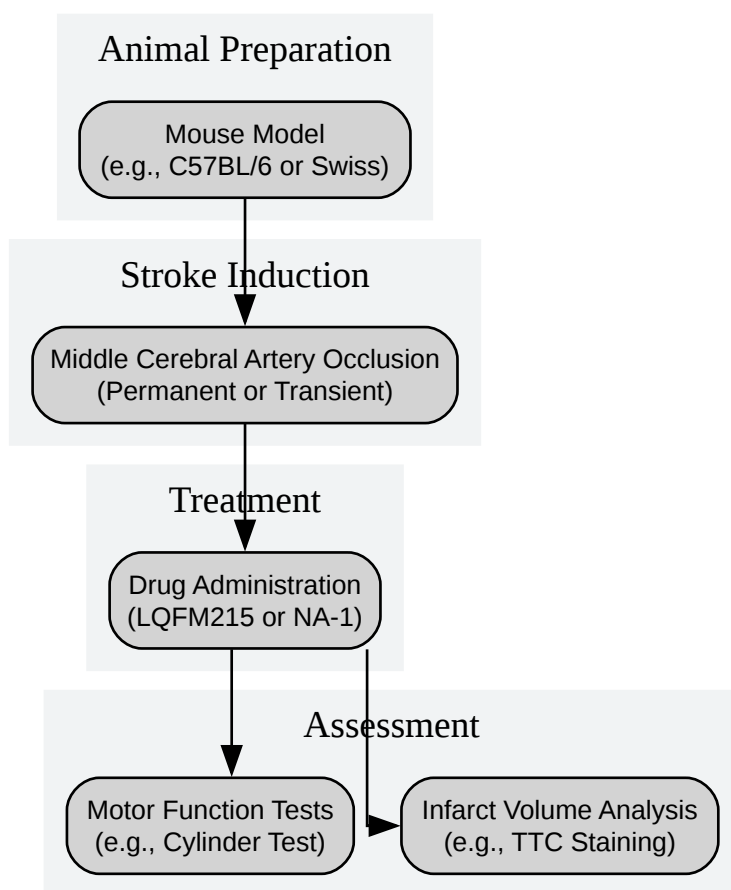 Animal Preparation
Mouse Model
(e.g., C57BL/6 or Swiss)
Stroke Induction
Middle Cerebral Artery Occlusion
(Permanent or Transient)
Treatment
Drug Administration
(LQFM215 or NA-1)
Assessment
Motor Function Tests
(e.g., Cylinder Test)
Infarct Volume Analysis
(e.g., TTC Staining)